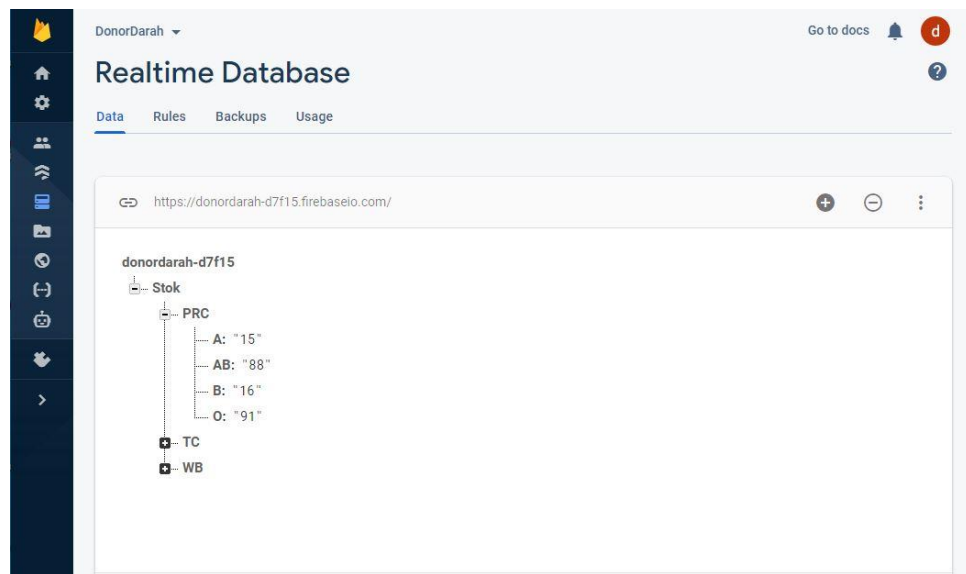 DonorDarah
Go to docs
d
Realtime Database
Data Rules Backups Usage
https://donordarah-d7f15.firebaseio.com/
donordarah-d7f15
Stok
PRC
A: "15"
AB: "88"
B: "16"
O: "91"
TC
WB